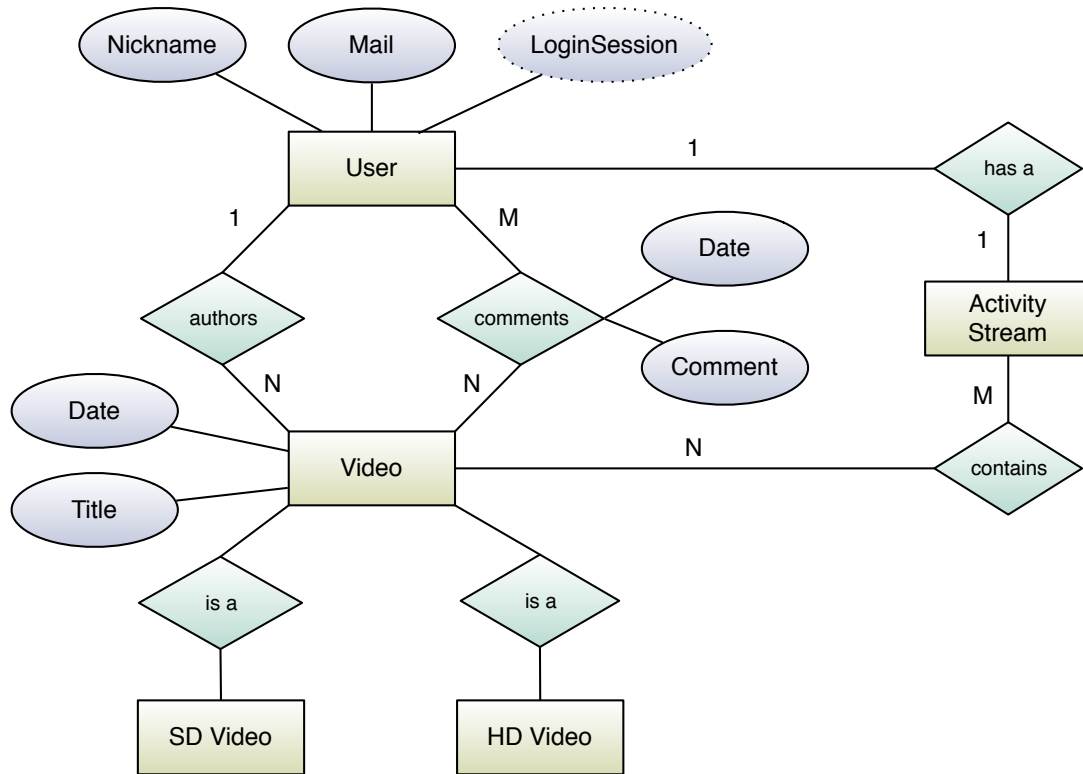 Nickname
Mail
LoginSession
User
1
has a
1
M
Date
1
authors
comments
Activity
Stream
N
N
Comment
M
Date
Video
N
contains
Title
is a
is a
SD Video
HD Video